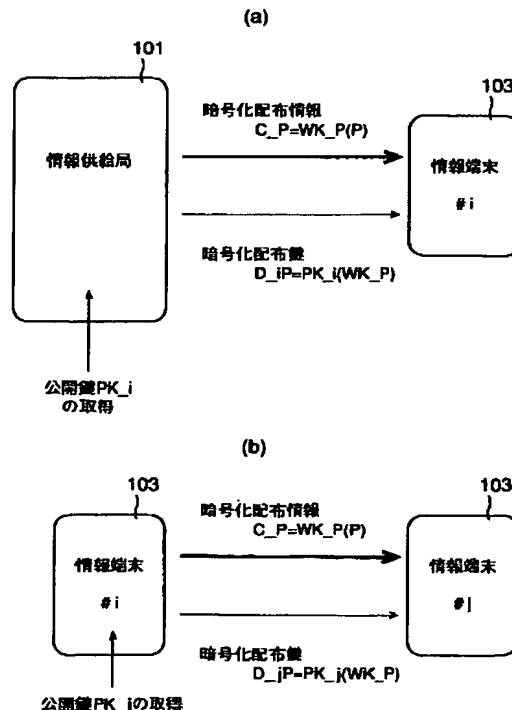 (a)
101
103
暗号化配布情報
C_P=WK_P(P)
情報供給局
情報端末
#i
暗号化配布鍵
D_iP=PK_i(WK_P)
公開鍵PK_i
の取得
(b)
103
103
暗号化配布情報
C_P=WK_P(P)
情報端末
#i
情報端末
#j
暗号化配布鍵
D_jP=PK_j(WK_P)
公開鍵PK_jの取得